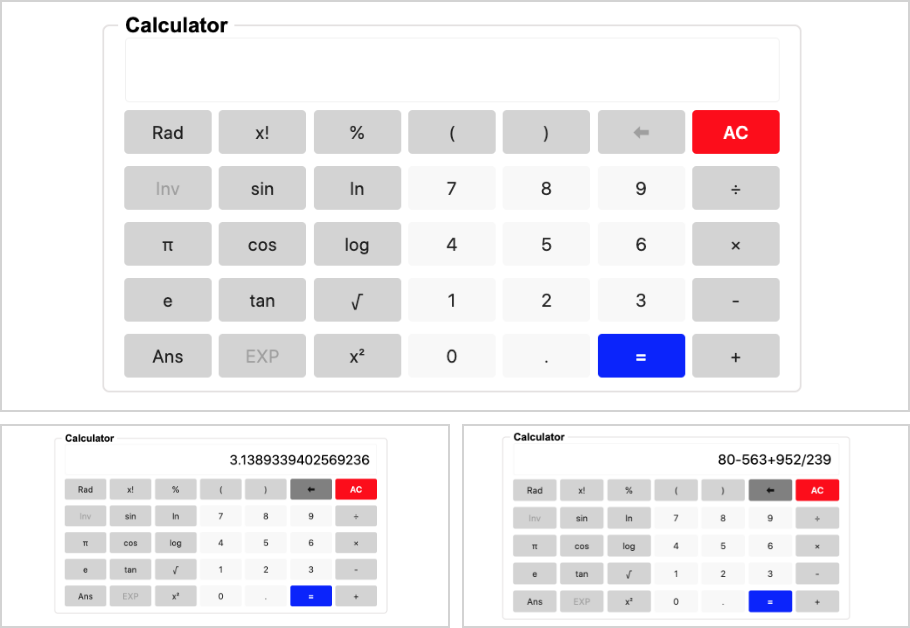 Calculator
Rad x! % ( ) ⬅ AC
Inv sin ln 7 8 9 ÷
π cos log 4 5 6 ×
e tan √ 1 2 3 -
Ans EXP x² 0 . = +
Calculator
3.1389339402569236
Rad x! % ( ) ⬅ AC
Inv sin ln 7 8 9 ÷
π cos log 4 5 6 ×
e tan √ 1 2 3 -
Ans EXP x² 0 . = +
Calculator
80-563+952/239
Rad x! % ( ) ⬅ AC
Inv sin ln 7 8 9 ÷
π cos log 4 5 6 ×
e tan √ 1 2 3 -
Ans EXP x² 0 . = +